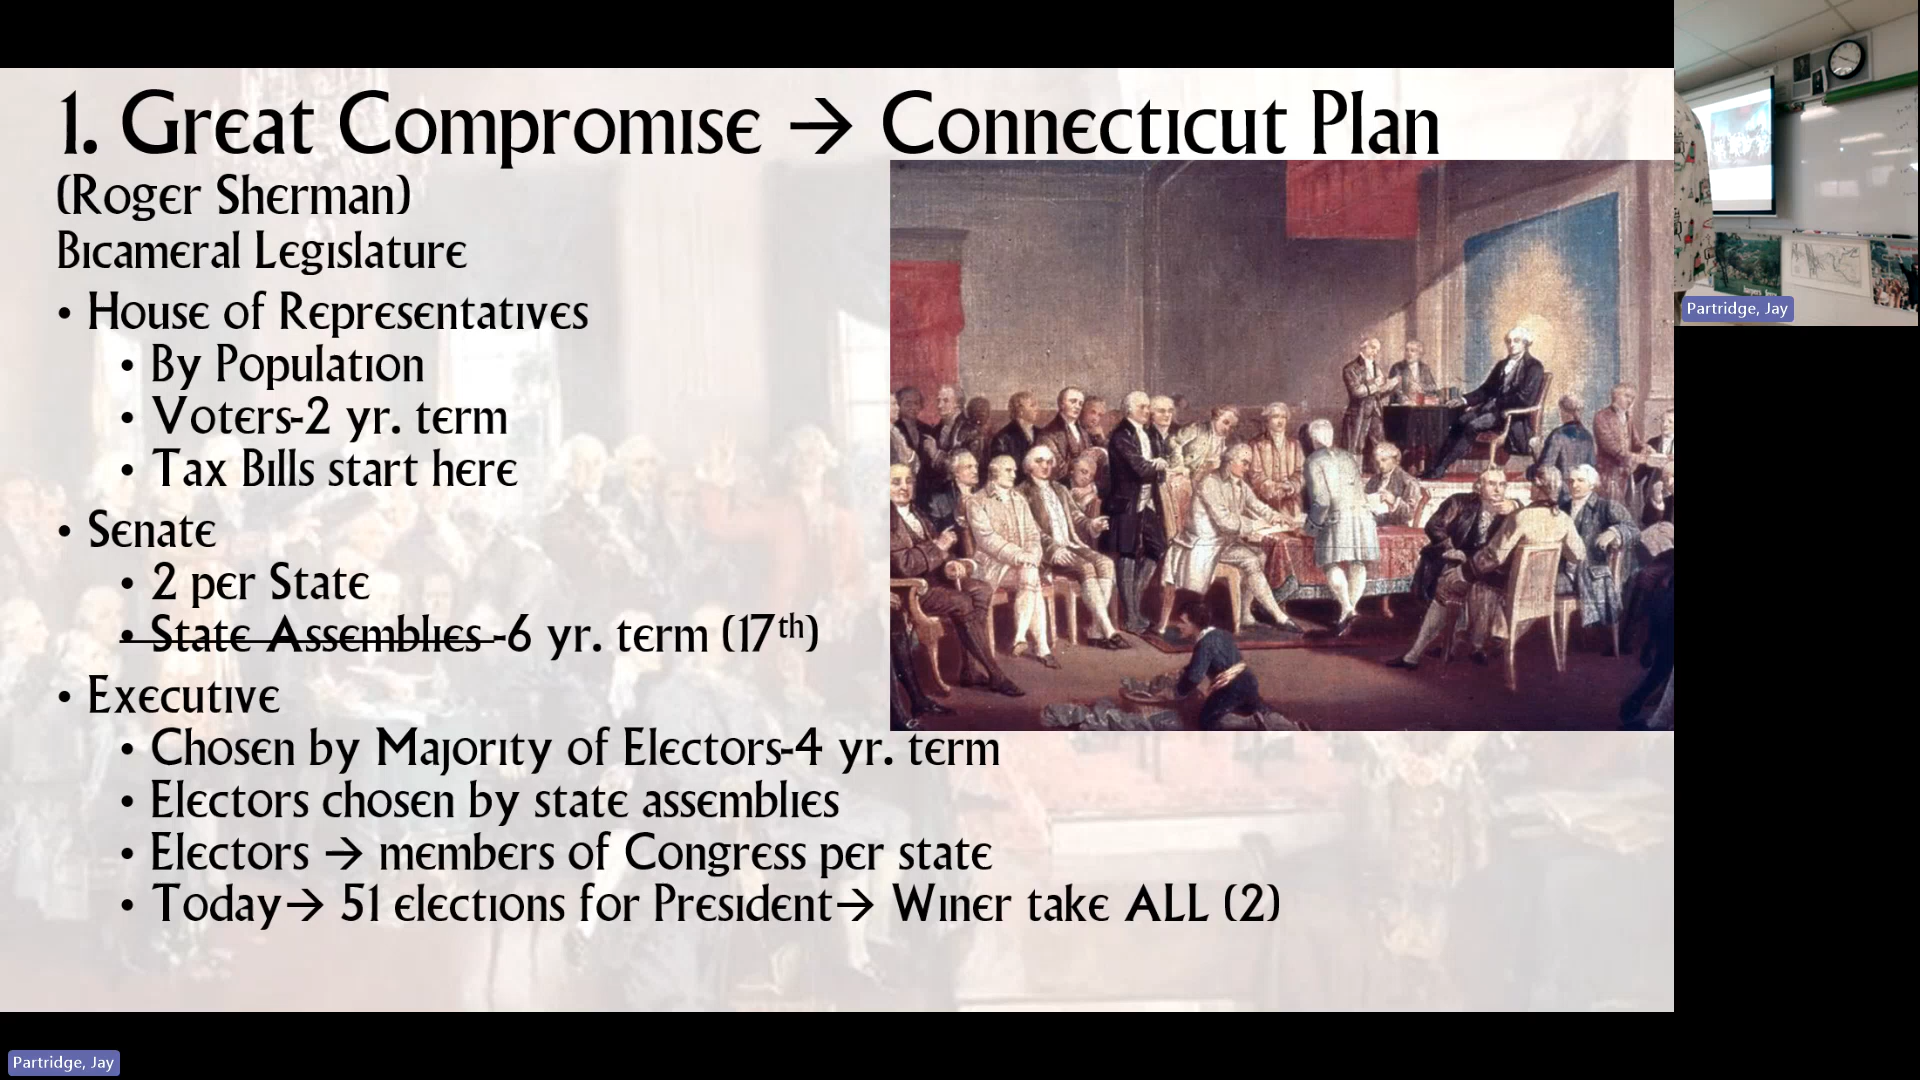 1. Great Compromise → Connecticut Plan
(Roger Sherman)
Bicameral Legislature
• House of Representatives
• By Population
• Voters-2 yr. term
• Tax Bills start here
• Senate
• 2 per State
• State Assemblies -6 yr. term (17th)
• Executive
• Chosen by Majority of Electors-4 yr. term
• Electors chosen by state assemblies
• Electors → members of Congress per state
• Today→ 51 elections for President→ Winer take ALL (2)
Partridge, Jay
Partridge, Jay